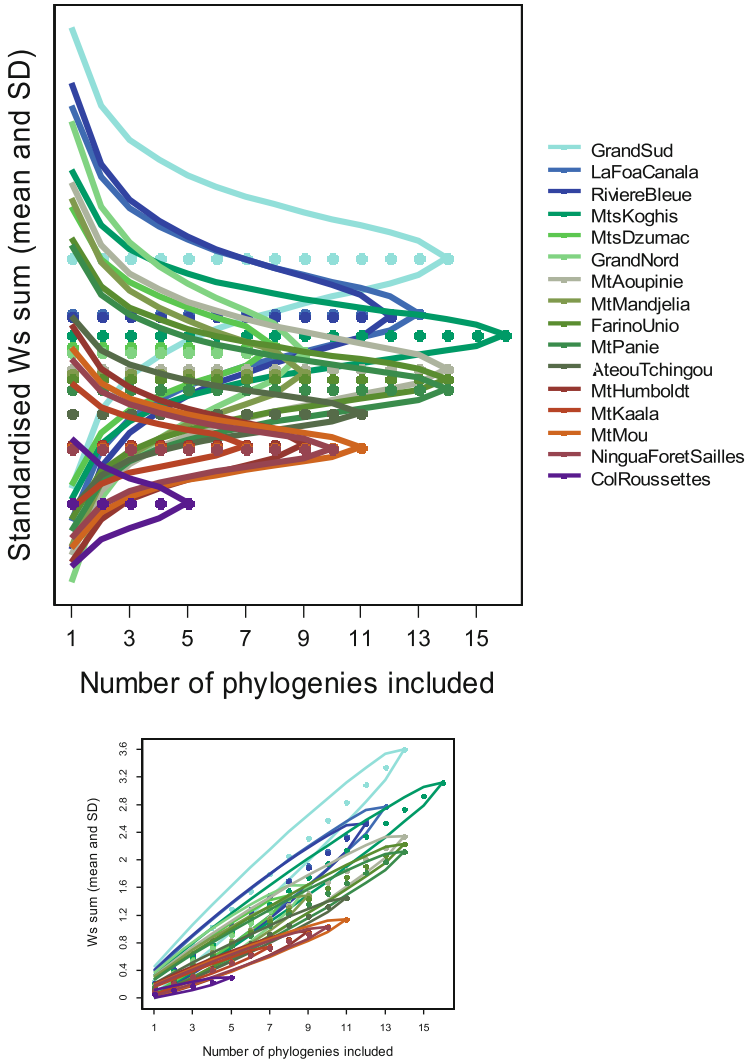 Standardised Ws sum (mean and SD)
1 3 5 7 9 11 13 15
Number of phylogenies included
GrandSud
LaFoaCanala
RiviereBleue
MtsKoghis
MtsDzumac
GrandNord
MtAoupinie
MtMandjelia
FarinoUnio
MtPanie
AteouTchingou
MtHumboldt
MtKaala
MtMou
NinguaForetSailles
ColRoussettes
Ws sum (mean and SD)
3.6
3.2
2.8
2.4
2
1.6
1.2
0.8
0.4
0
1 3 5 7 9 11 13 15
Number of phylogenies included